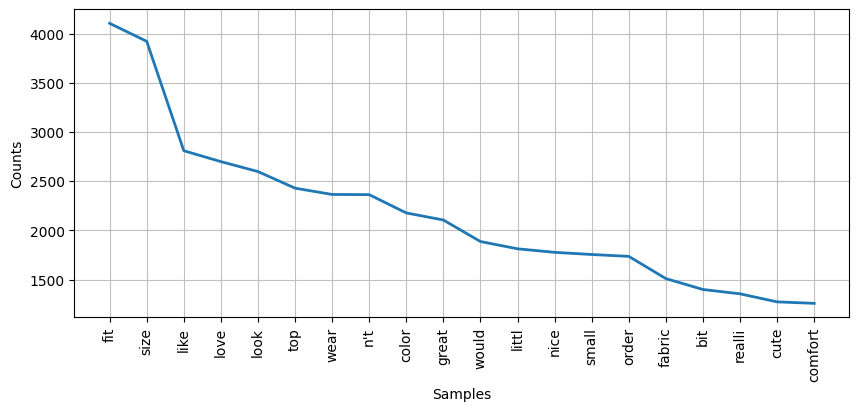 4000
3500
3000
2500
2000
1500
Counts
fit
size
like
love
look
top
wear
n't
color
great
would
littl
nice
small
order
fabric
bit
realli
cute
comfort
Samples